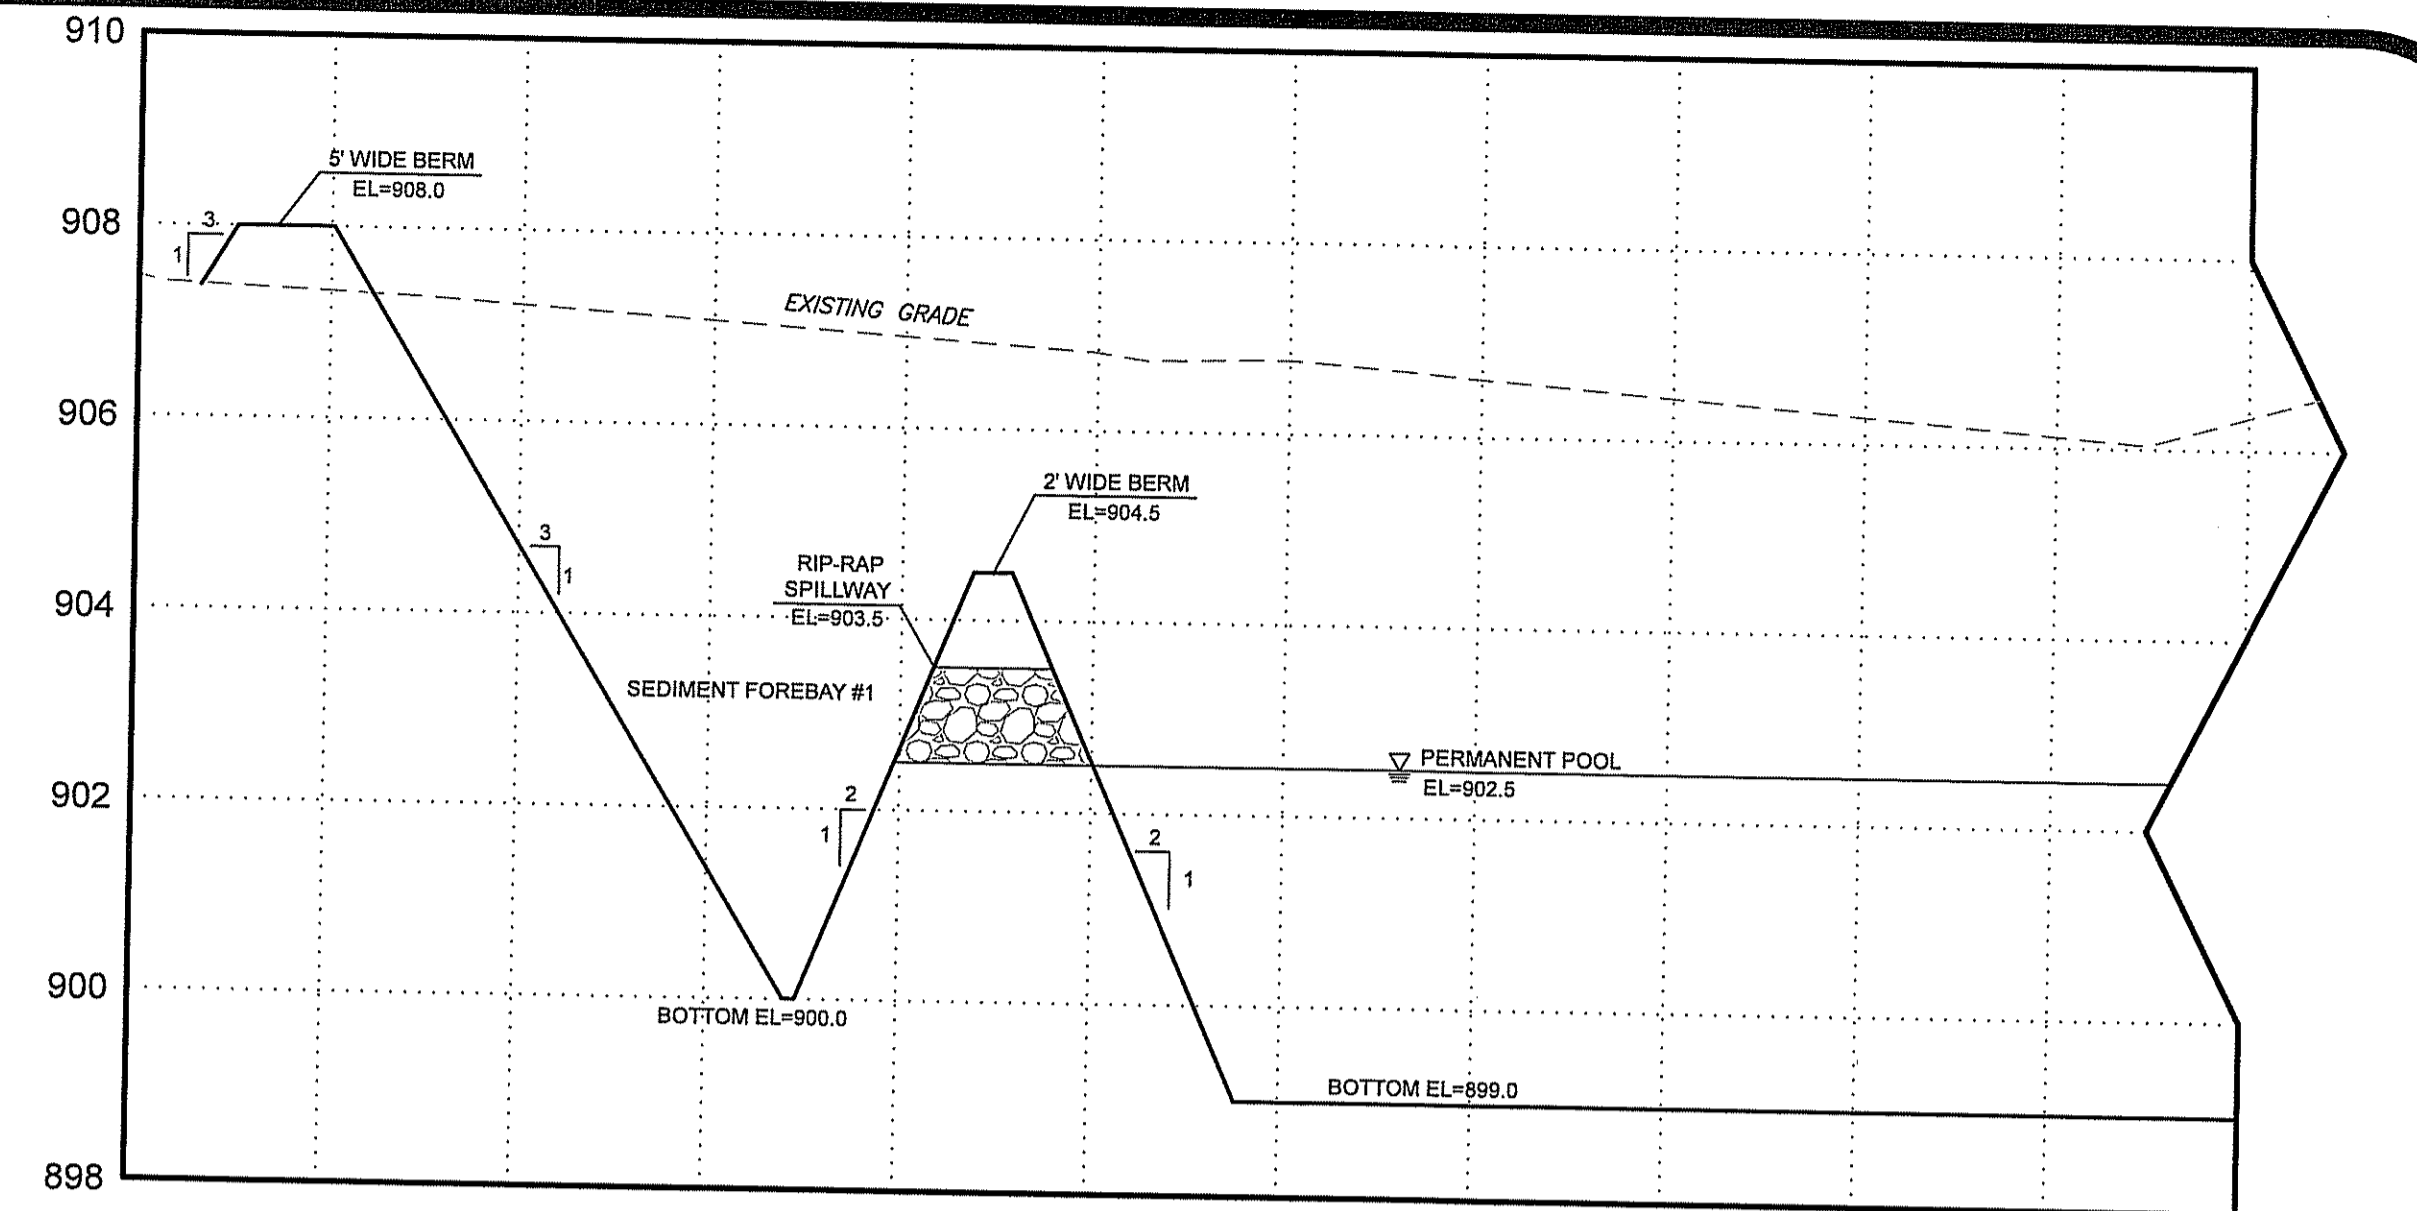 910
5' WIDE BERM
EL=908.0
908
3
1
EXISTING GRADE
906
2' WIDE BERM
EL=904.5
3
1
RIP-RAP
SPILLWAY
EL=903.5
904
SEDIMENT FOREBAY #1
PERMANENT POOL
EL=902.5
902
2
1
2
1
900
BOTTOM EL=900.0
BOTTOM EL=899.0
898